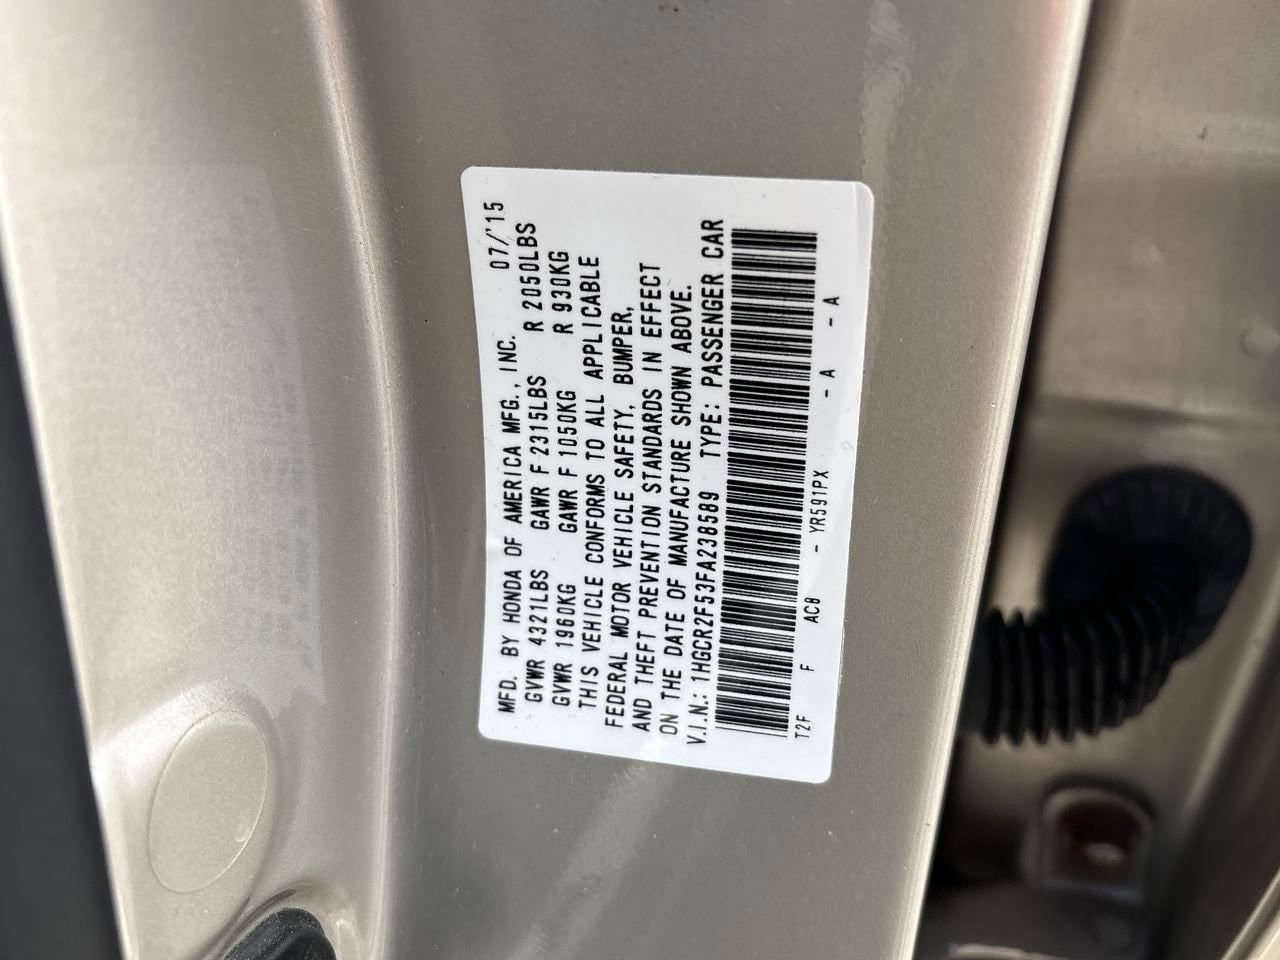 MFD. BY HONDA OF AMERICA MFG., INC. 07/'15
GVWR 4321LBS GAWR F 2315LBS R 2050LBS
GVWR 1960KG GAWR F 1050KG R 930KG
THIS VEHICLE CONFORMS TO ALL APPLICABLE
FEDERAL MOTOR VEHICLE SAFETY, BUMPER,
AND THEFT PREVENTION STANDARDS IN EFFECT
ON THE DATE OF MANUFACTURE SHOWN ABOVE.
V.I.N.: 1HGCR2F53FA238589 TYPE: PASSENGER CAR
T2F F AC8 - YR591PX - A - A